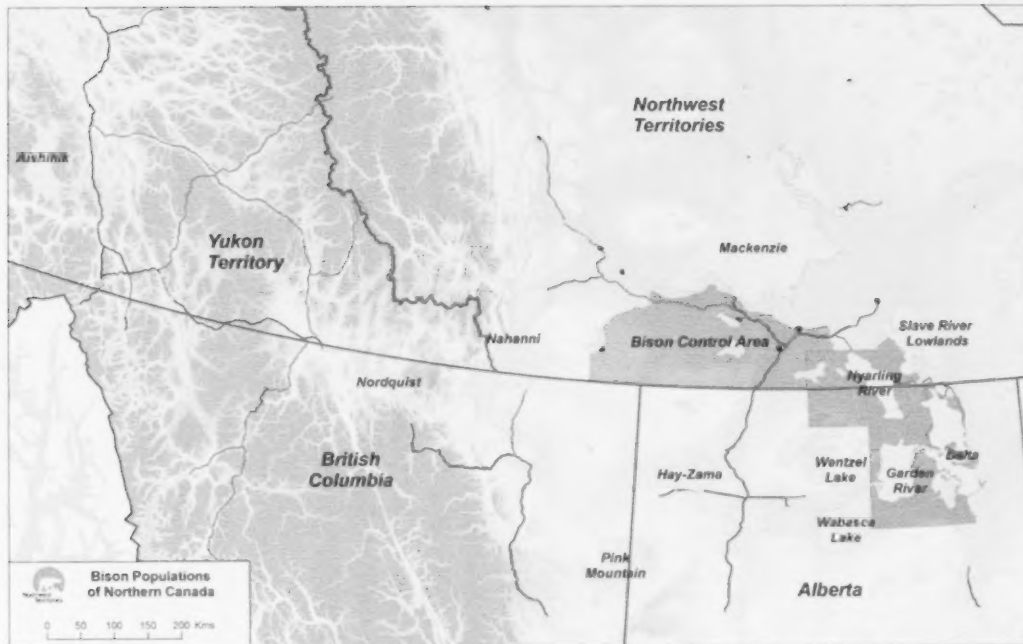 Northwest
Territories
Aishihik
Yukon
Territory
Mackenzie
Nahanni
Bison Control Area
Slave River
Lowlands
Nyarling
River
Nordquist
British
Columbia
Hay-Zama
Wentzel
Lake
Garden
River
Delta
Wabasca
Lake
Pink
Mountain
Alberta
Bison Populations
of Northern Canada
0 50 100 150 200 Kms